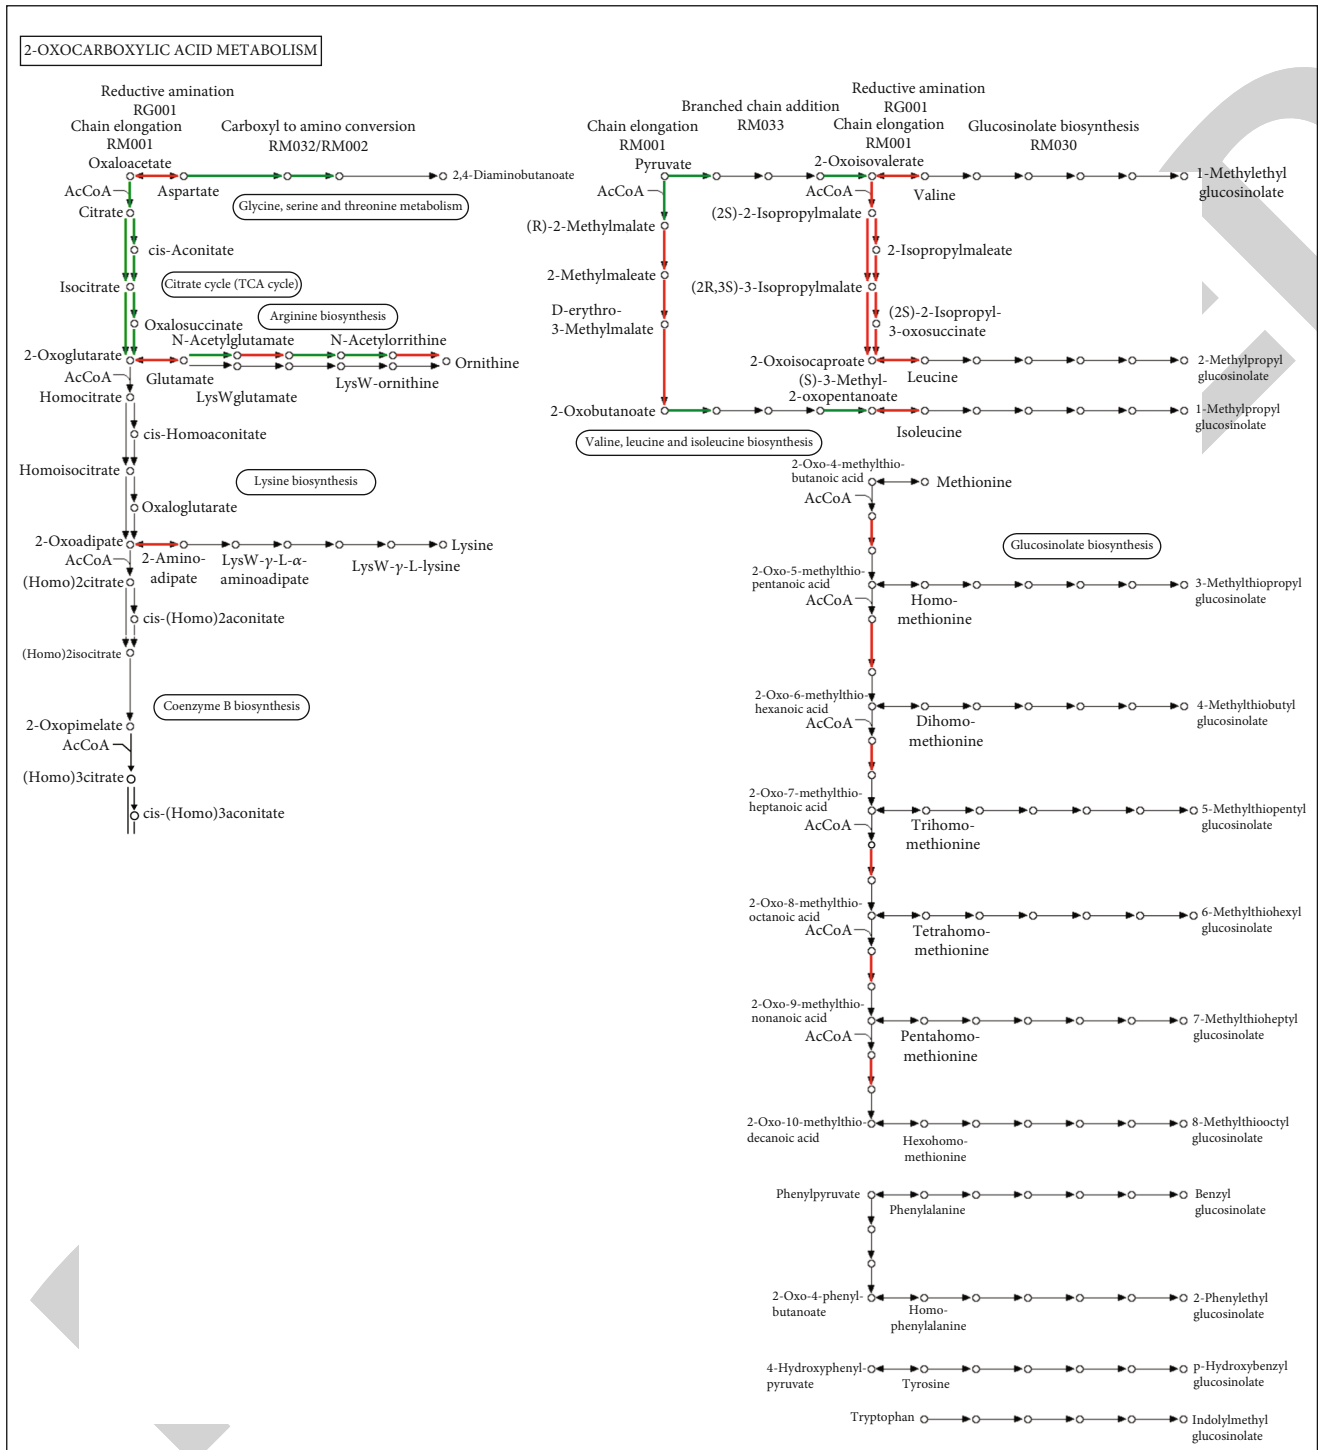 2-OXOCARBOXYLIC ACID METABOLISM
Reductive amination
RG001
Chain elongation
RM001
Carboxyl to amino conversion
RM032/RM002
Oxaloacetate
AcCoA
Aspartate
2,4-Diaminobutanoate
Glycine, serine and threonine metabolism
Citrate
cis-Aconitate
Citrate cycle (TCA cycle)
Isocitrate
Oxalosuccinate
Arginine biosynthesis
N-Acetylglutamate
N-Acetylorrithine
2-Oxoglutarate
Ornithine
AcCoA
Glutamate
LysWglutamate
LysW-ornithine
Homocitrate
cis-Homoaconitate
Homoisocitrate
Lysine biosynthesis
Oxaloglutarate
2-Oxoadipate
AcCoA
2-Amino-
adipate
LysW-γ-L-α-
aminoadipate
LysW-γ-L-lysine
Lysine
(Homo)2citrate
cis-(Homo)2aconitate
(Homo)2isocitrate
Coenzyme B biosynthesis
2-Oxopimelate
AcCoA
(Homo)3citrate
cis-(Homo)3aconitate
Chain elongation
RM001
Branched chain addition
RM033
Reductive amination
RG001
Chain elongation
RM001
Glucosinolate biosynthesis
RM030
Pyruvate
AcCoA
2-Oxoisovalerate
AcCoA
Valine
1-Methylethyl
glucosinolate
(R)-2-Methylmalate
(2S)-2-Isopropylmalate
2-Isopropylmaleate
2-Methylmaleate
(2R,3S)-3-Isopropylmalate
D-erythro-
3-Methylmalate
(2S)-2-Isopropyl-
3-oxosuccinate
2-Oxoisocaproate
Leucine
2-Methylpropyl
glucosinolate
(S)-3-Methyl-
2-oxopentanoate
2-Oxobutanoate
Isoleucine
1-Methylpropyl
glucosinolate
Valine, leucine and isoleucine biosynthesis
2-Oxo-4-methylthio-
butanoic acid
Methionine
AcCoA
Glucosinolate biosynthesis
2-Oxo-5-methylthio-
pentanoic acid
AcCoA
Homo-
methionine
3-Methylthiopropyl
glucosinolate
2-Oxo-6-methylthio-
hexanoic acid
AcCoA
Dihomo-
methionine
4-Methylthiobutyl
glucosinolate
2-Oxo-7-methylthio-
heptanoic acid
AcCoA
Trihomo-
methionine
5-Methylthiopentyl
glucosinolate
2-Oxo-8-methylthio-
octanoic acid
AcCoA
Tetrahomo-
methionine
6-Methylthiohexyl
glucosinolate
2-Oxo-9-methylthio-
nonanoic acid
AcCoA
Pentahomo-
methionine
7-Methylthioheptyl
glucosinolate
2-Oxo-10-methylthio-
decanoic acid
Hexohomo-
methionine
8-Methylthiooctyl
glucosinolate
Phenylpyruvate
Phenylalanine
Benzyl
glucosinolate
2-Oxo-4-phenyl-
butanoate
Homo-
phenylalanine
2-Phenylethyl
glucosinolate
4-Hydroxyphenyl-
pyruvate
Tyrosine
p-Hydroxybenzyl
glucosinolate
Tryptophan
Indolylmethyl
glucosinolate